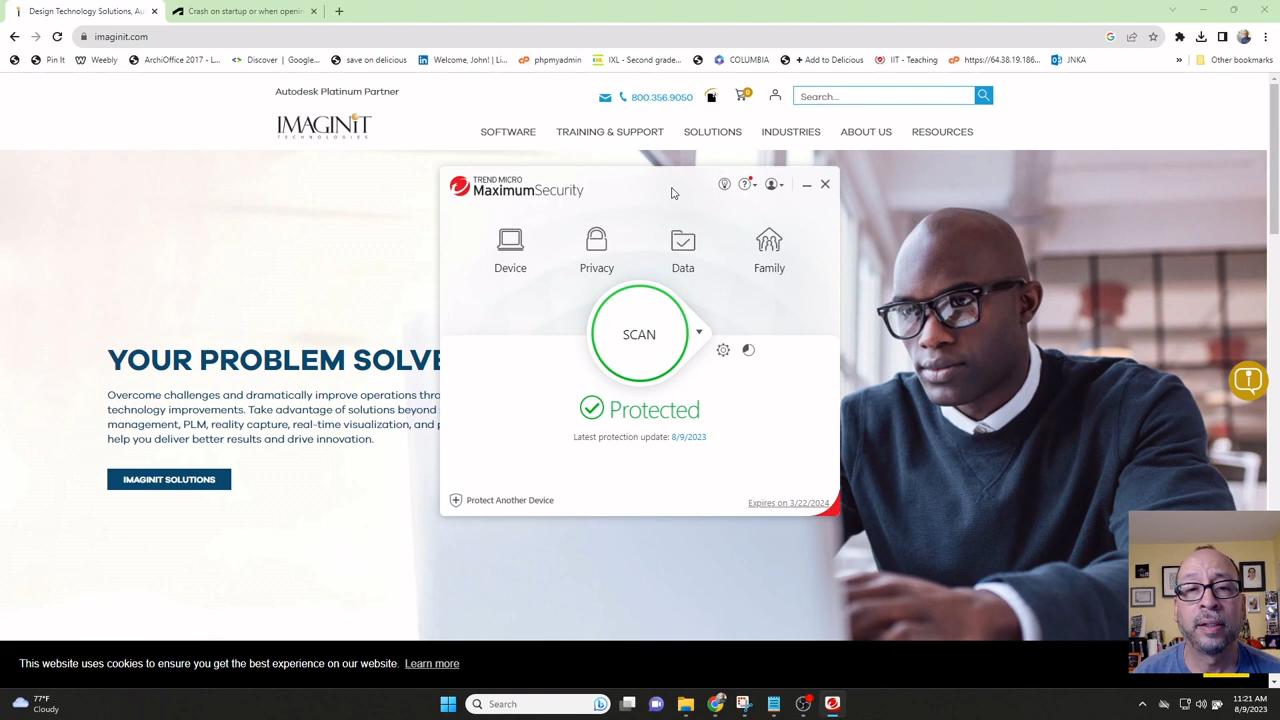 Design Technology Solutions, Au
Crash on startup or when openin
imaginit.com
Pin It
Weebly
ArchiOffice 2017 - L...
Discover | Google...
save on delicious
Welcome, John! | Li...
phpmyadmin
IXL - Second grade...
COLUMBIA
+ Add to Delicious
IIT - Teaching
https://64.38.19.186...
JNKA
»
Other bookmarks
Autodesk Platinum Partner
800.356.9050
0
Search...
IMAGINiT
TECHNOLOGIES
SOFTWARE
TRAINING & SUPPORT
SOLUTIONS
INDUSTRIES
ABOUT US
RESOURCES
TREND MICRO
MaximumSecurity
Device
Privacy
Data
Family
SCAN
Protected
Latest protection update: 8/9/2023
Protect Another Device
Expires on 3/22/2024
YOUR PROBLEM SOLVE
Overcome challenges and dramatically improve operations thro
technology improvements. Take advantage of solutions beyond
management, PLM, reality capture, real-time visualization, and p
help you deliver better results and drive innovation.
IMAGINIT SOLUTIONS
This website uses cookies to ensure you get the best experience on our website. Learn more
77°F
Cloudy
Search
11:21 AM
8/9/2023